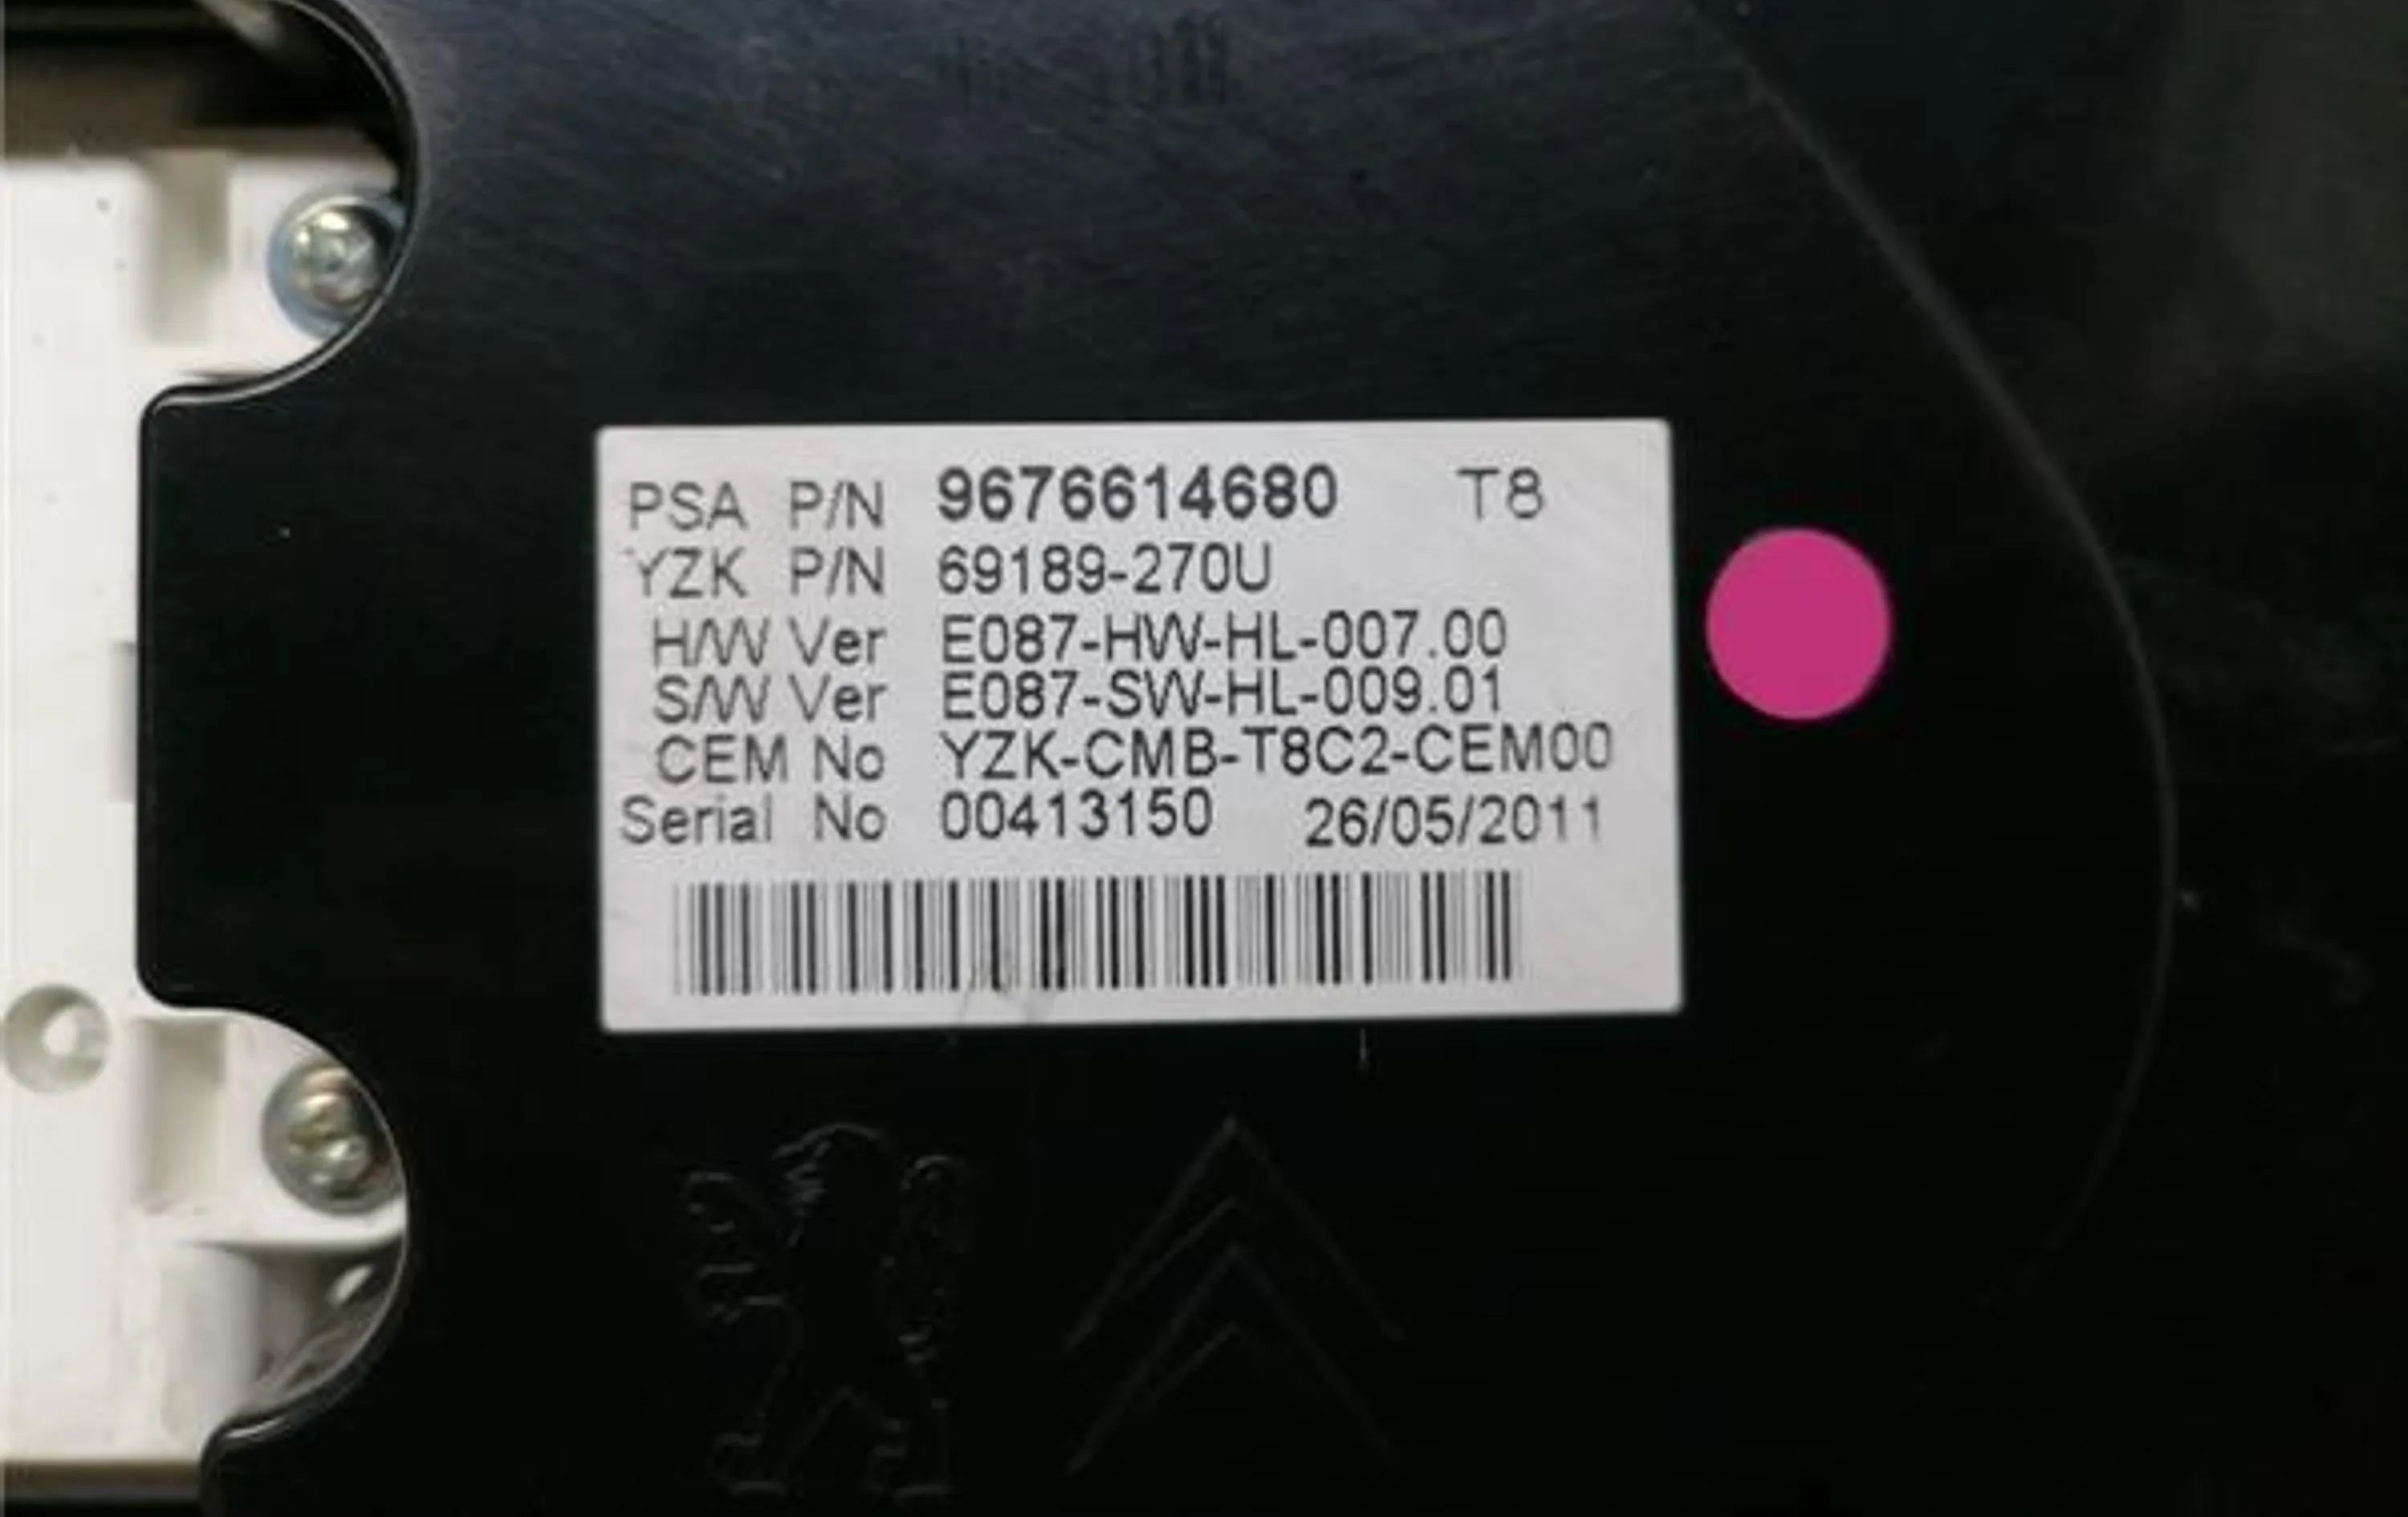 PSA P/N 9676614680 T8
YZK P/N 69189-270U
H/W Ver E087-HW-HL-007.00
S/W Ver E087-SW-HL-009.01
CEM No YZK-CMB-T8C2-CEM00
Serial No 00413150 26/05/2011